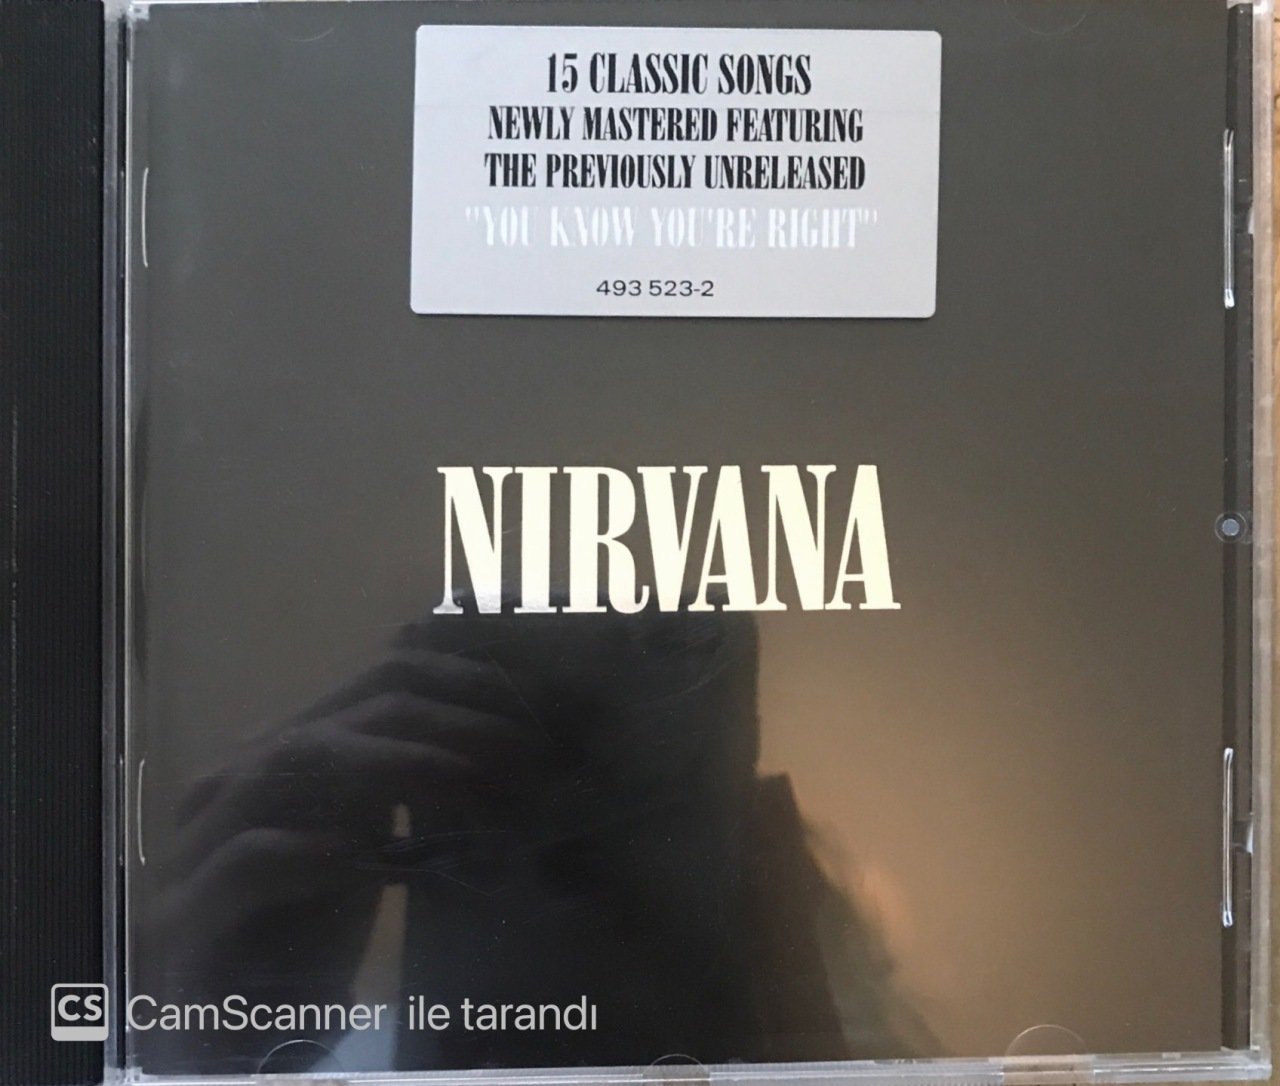 15 CLASSIC SONGS
NEWLY MASTERED FEATURING
THE PREVIOUSLY UNRELEASED
"YOU KNOW YOU'RE RIGHT"
493 523-2
NIRVANA
CS CamScanner ile tarandı